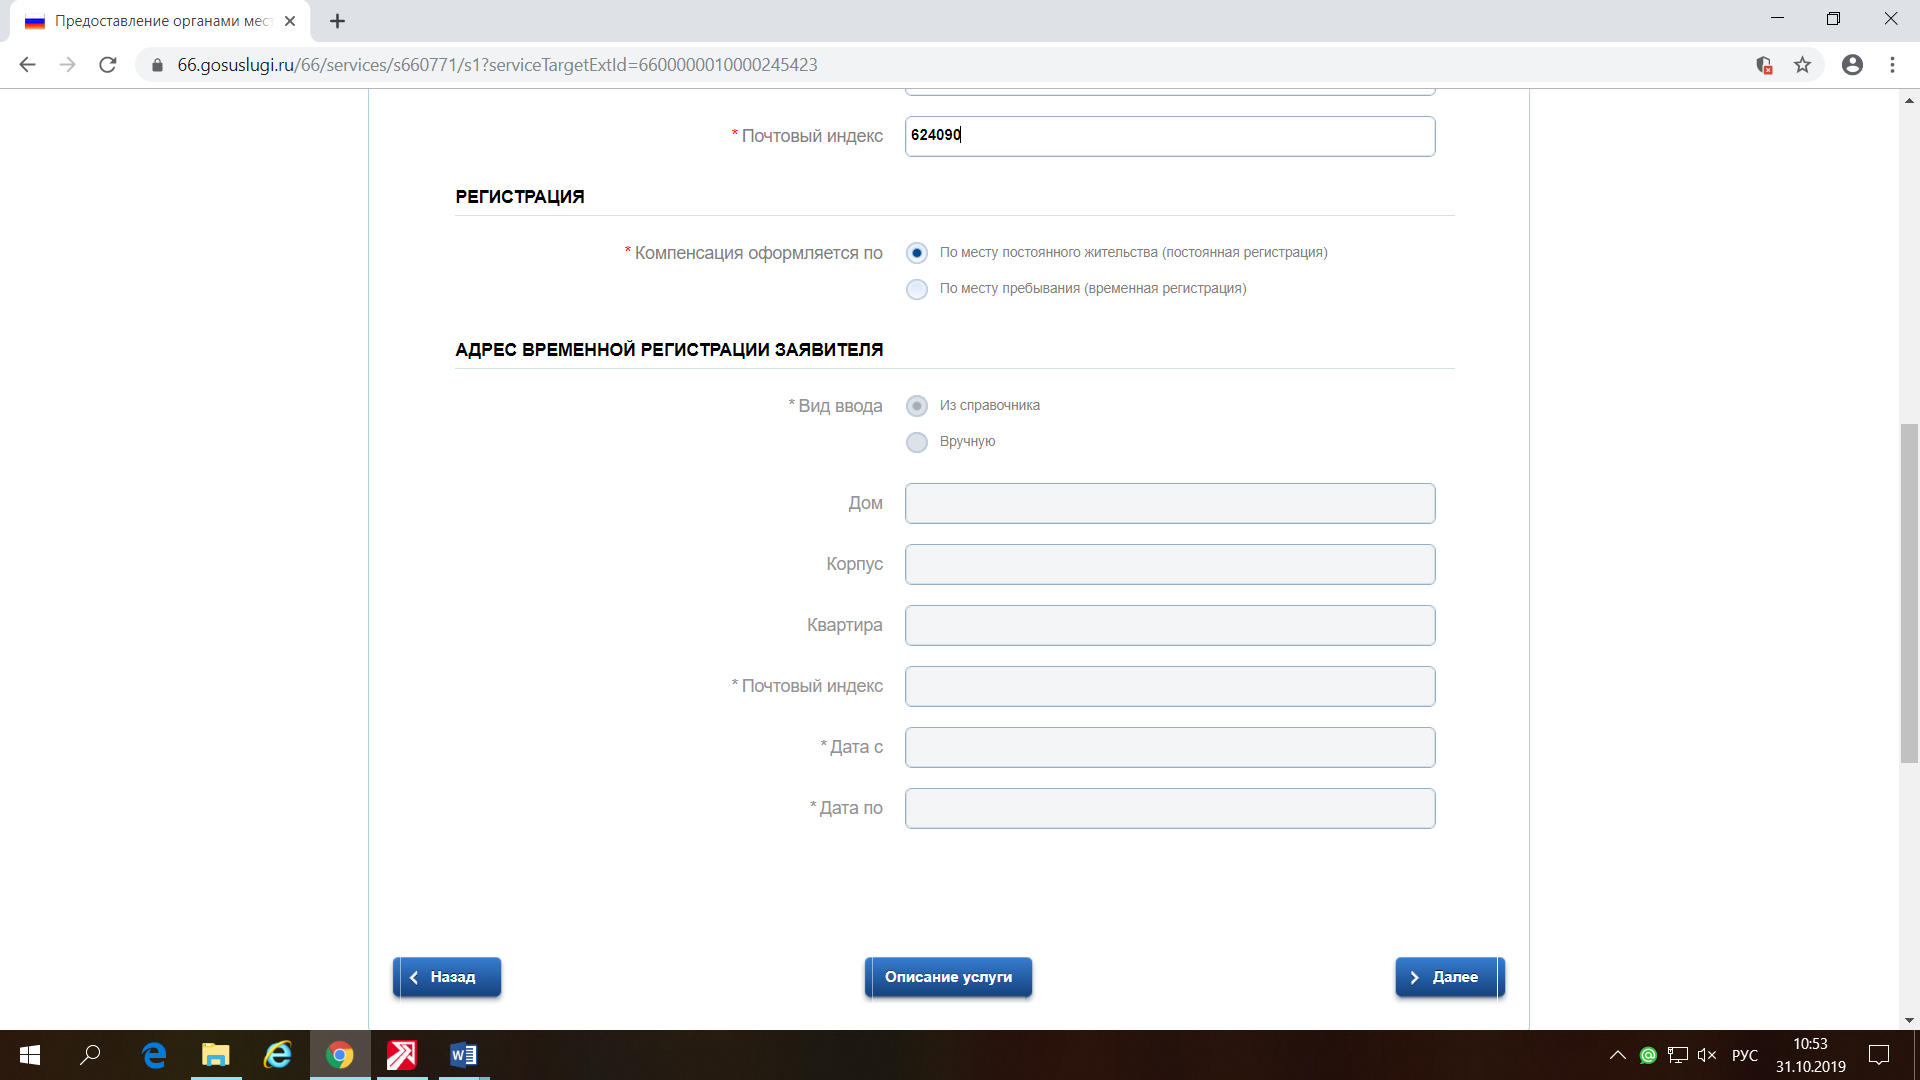 Предоставление органами мест
66.gosuslugi.ru/66/services/s660771/s1?serviceTargetExtId=6600000010000245423
* Почтовый индекс
624090
РЕГИСТРАЦИЯ
* Компенсация оформляется по
По месту постоянного жительства (постоянная регистрация)
По месту пребывания (временная регистрация)
АДРЕС ВРЕМЕННОЙ РЕГИСТРАЦИИ ЗАЯВИТЕЛЯ
* Вид ввода
Из справочника
Вручную
Дом
Корпус
Квартира
* Почтовый индекс
* Дата с
* Дата по
Назад
Описание услуги
Далее
РУС
10:53
31.10.2019